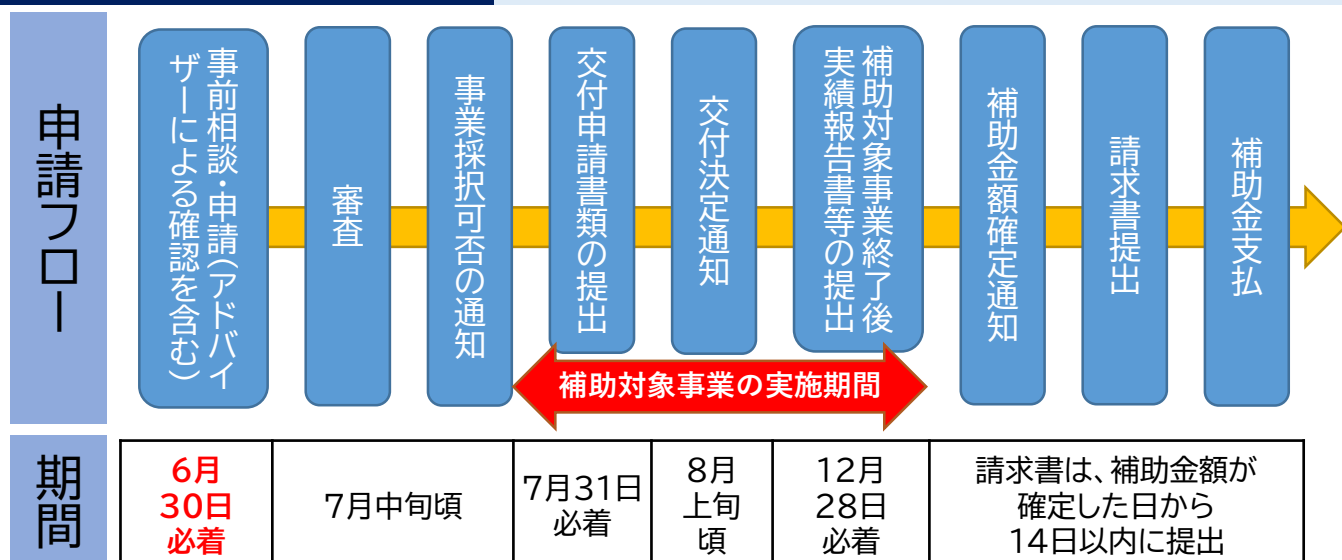 申請フロー
事前相談・申請(アドバイ
ザーによる確認を含む)
審査
事業採択可否の通知
交付申請書類の提出
交付決定通知
補助対象事業終了後
実績報告書等の提出
補助金額確定通知
請求書提出
補助金支払
補助対象事業の実施期間
期間
6月
30日
必着
7月中旬頃
7月31日
必着
8月
上旬
頃
12月
28日
必着
請求書は、補助金額が
確定した日から
14日以内に提出